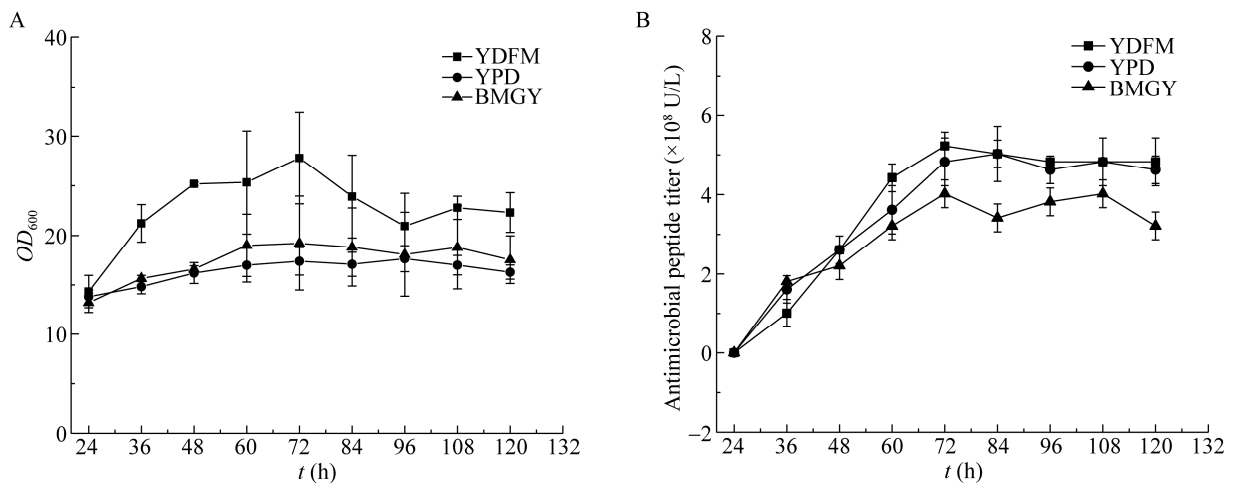 A
OD600
40
30
20
10
0
YDFM
YPD
BMGY
24 36 48 60 72 84 96 108 120 132
t (h)
B
Antimicrobial peptide titer (×10⁸ U/L)
8
6
4
2
0
–2
YDFM
YPD
BMGY
24 36 48 60 72 84 96 108 120 132
t (h)